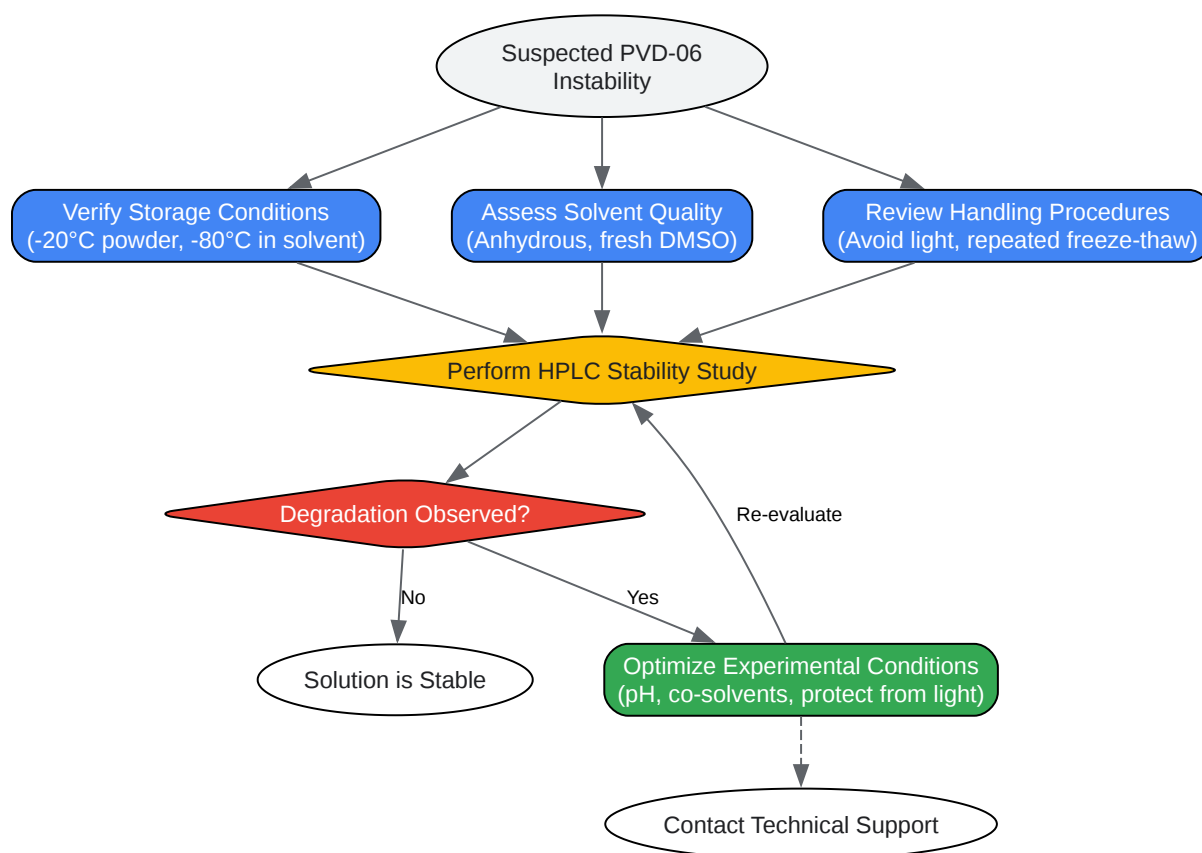 Suspected PVD-06
Instability
Verify Storage Conditions
(-20°C powder, -80°C in solvent)
Assess Solvent Quality
(Anhydrous, fresh DMSO)
Review Handling Procedures
(Avoid light, repeated freeze-thaw)
Perform HPLC Stability Study
Degradation Observed?
Re-evaluate
No
Yes
Solution is Stable
Optimize Experimental Conditions
(pH, co-solvents, protect from light)
Contact Technical Support